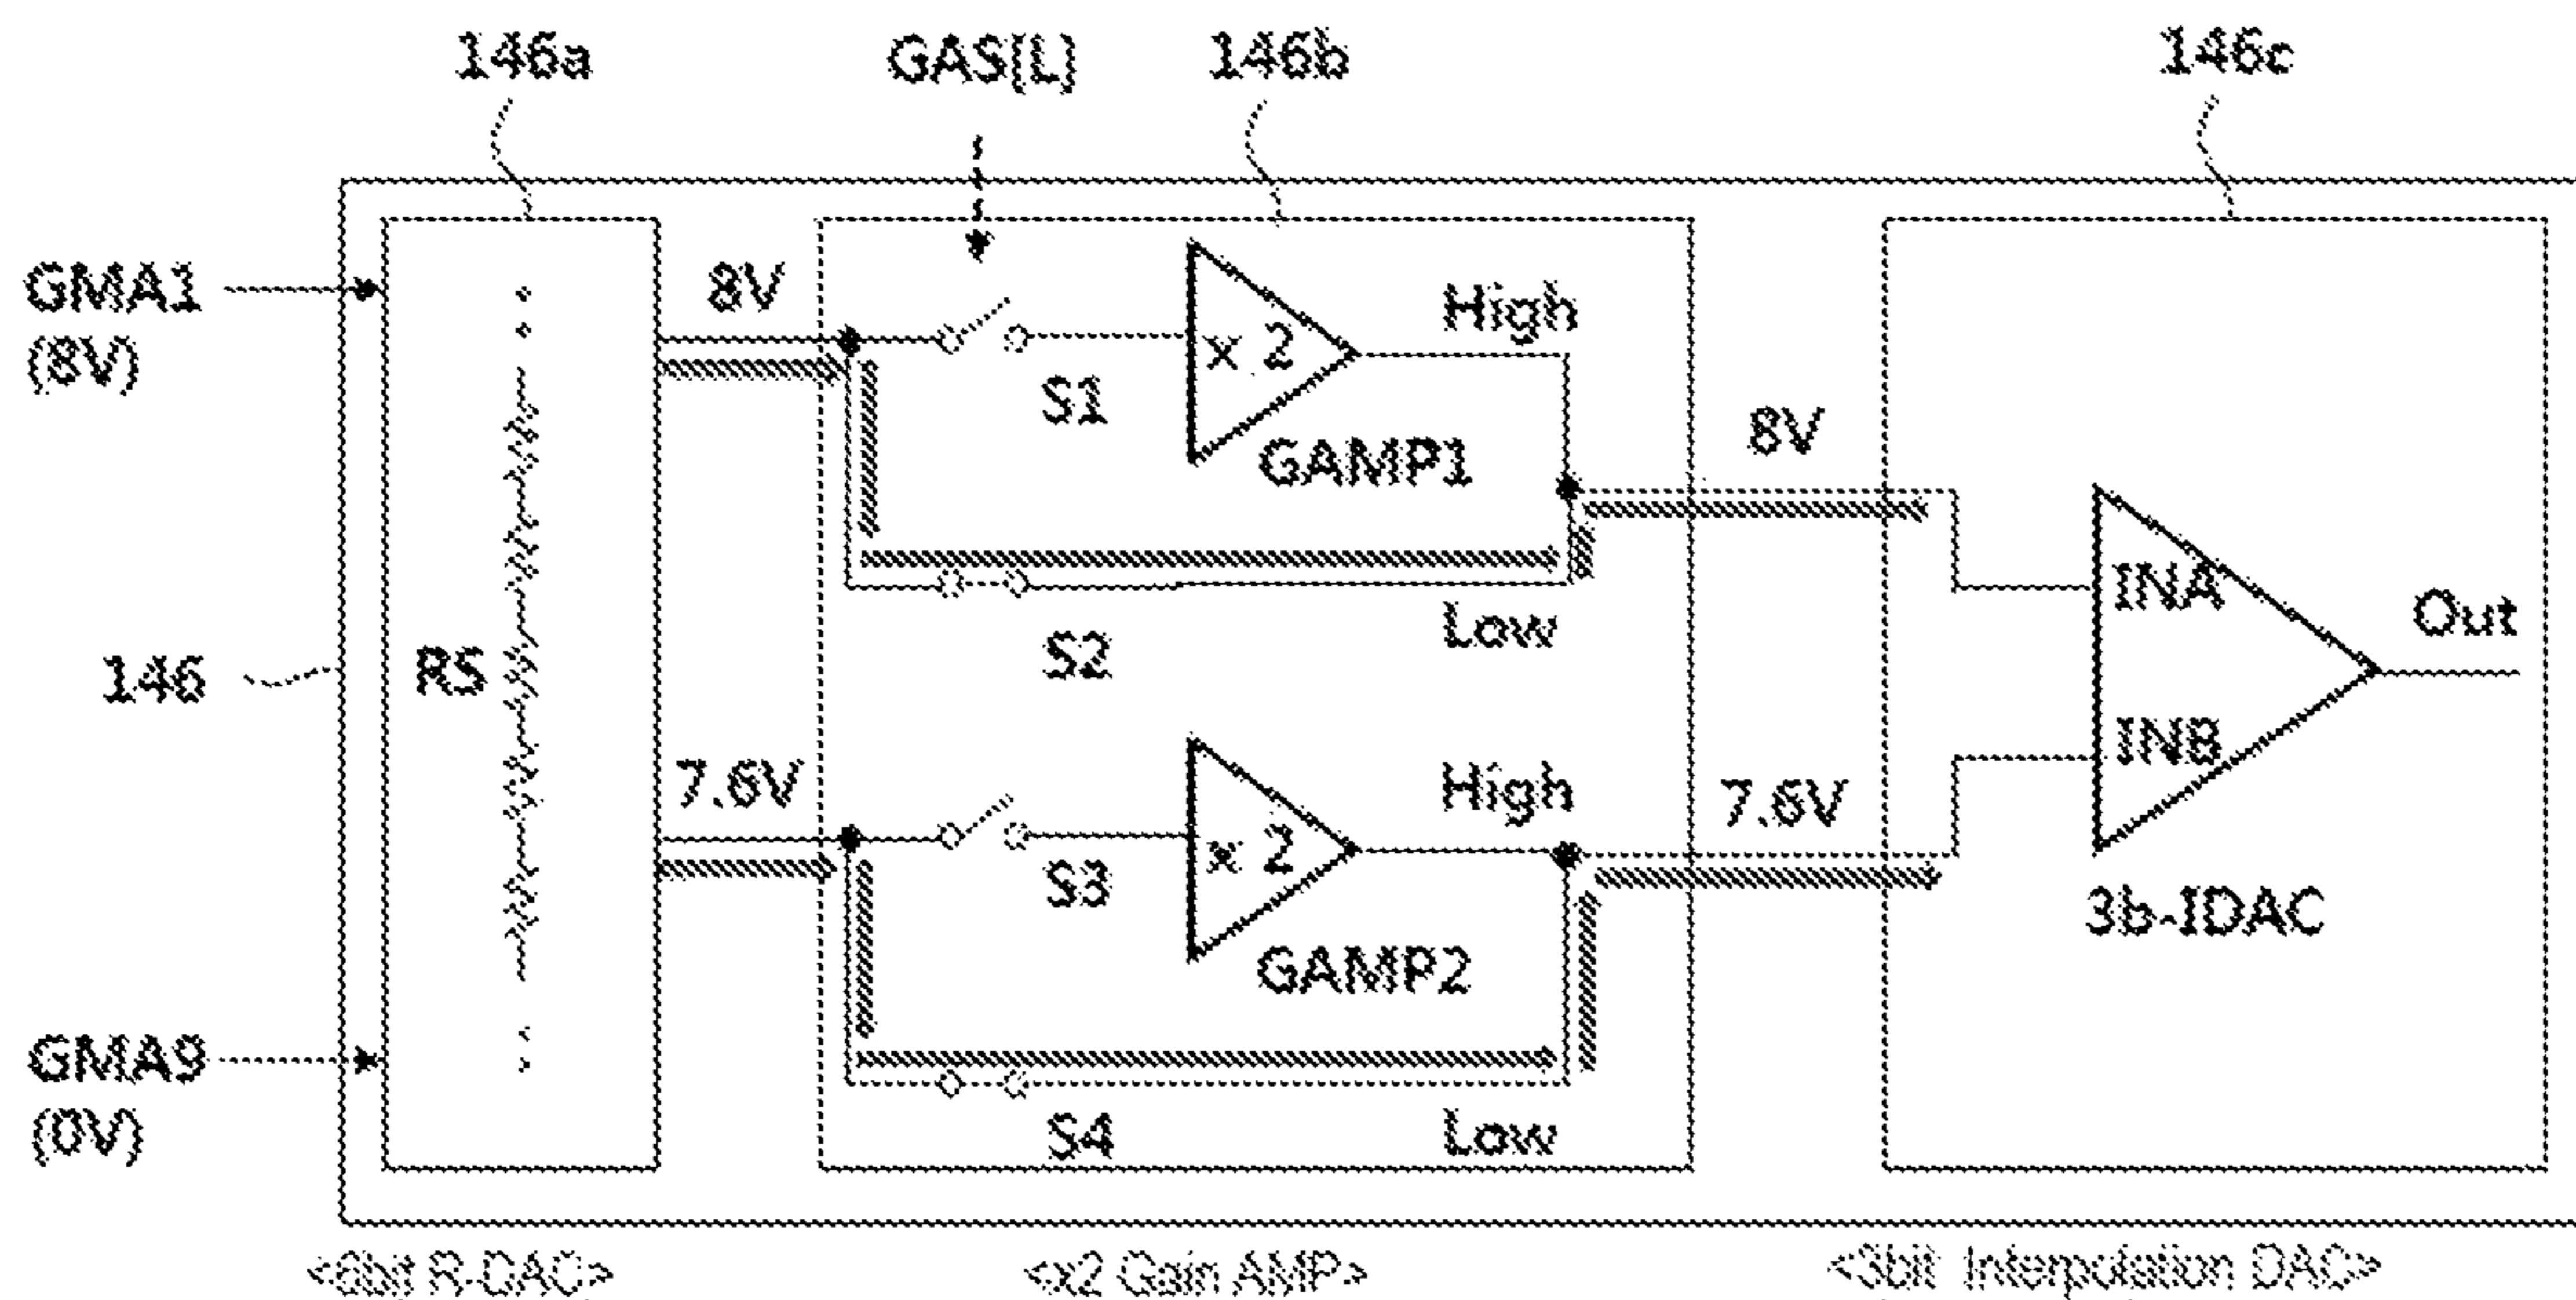 146a
GAS[L]
146b
146c
GMA1
(8V)
8V
x 2
High
S1
GAMP1
8V
146
RS
S2
Low
INA
Out
INB
7.6V
x 2
High
7.6V
S3
GAMP2
3b-IDAC
GMA9
(0V)
S4
Low
<6bit R-DAC>
<x2 Gain AMP>
<3bit Interpolation DAC>